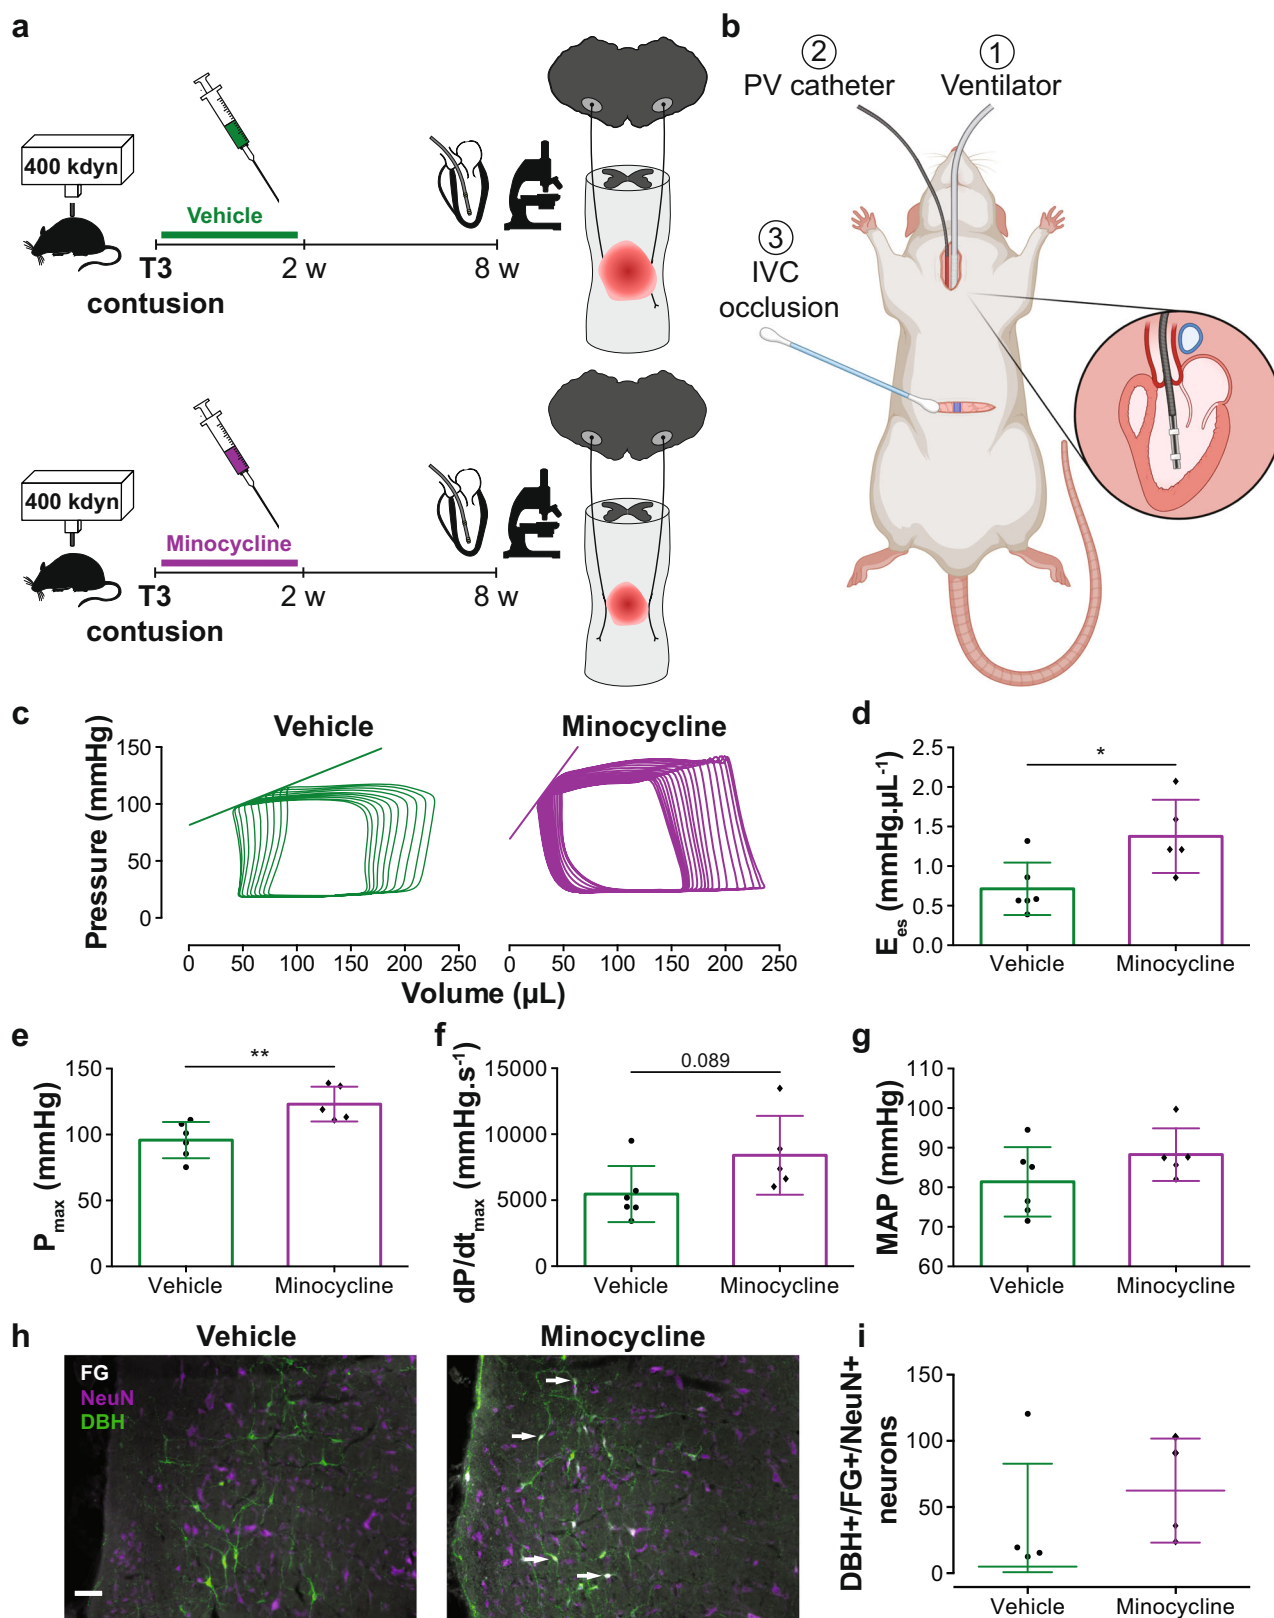 a
400 kdyn
Vehicle
T3
contusion
2 w
8 w
400 kdyn
Minocycline
T3
contusion
2 w
8 w
b
2
PV catheter
1
Ventilator
3
IVC
occlusion
c
Vehicle
Minocycline
Pressure (mmHg)
150
100
50
0
0 50 100 150 200 250
0 50 100 150 200 250
Volume (µL)
d
Ees (mmHg.µL-1)
2.5
2.0
1.5
1.0
0.5
0.0
*
Vehicle
Minocycline
e
Pmax (mmHg)
150
100
50
0
**
Vehicle
Minocycline
f
dP/dtmax (mmHg.s-1)
15000
10000
5000
0
0.089
Vehicle
Minocycline
g
MAP (mmHg)
110
100
90
80
70
60
Vehicle
Minocycline
h
Vehicle
Minocycline
FG
NeuN
DBH
i
DBH+/FG+/NeuN+
neurons
150
100
50
0
Vehicle
Minocycline